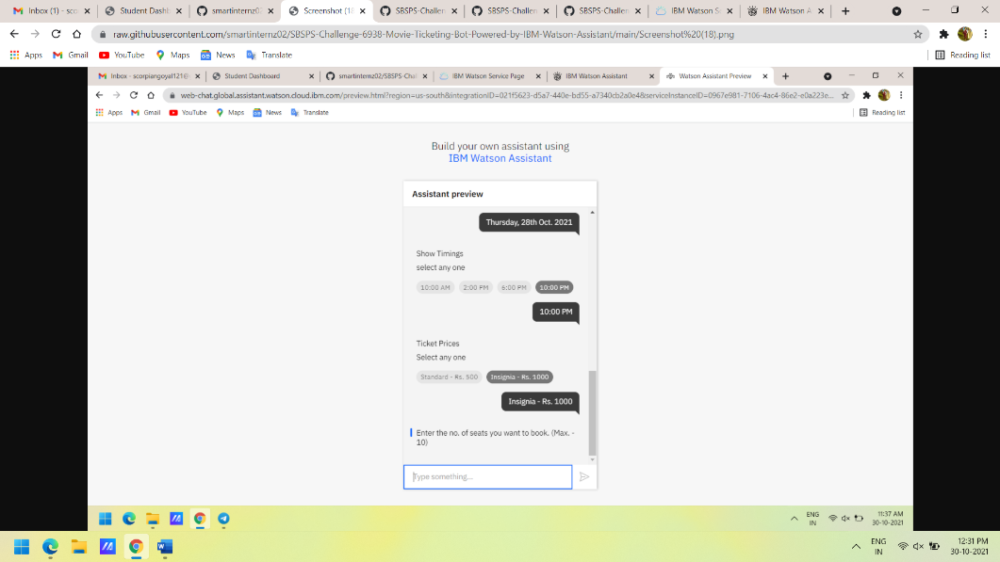 Inbox (1) - sco
Student Dashb
smartinternz0
Screenshot (18
SBSPS-Challen
SBSPS-Challen
SBSPS-Challen
IBM Watson Se
IBM Watson A
raw.githubusercontent.com/smartinternz02/SBSPS-Challenge-6938-Movie-Ticketing-Bot-Powered-by-IBM-Watson-Assistant/main/Screenshot%20(18).png
Apps
Gmail
YouTube
Maps
News
Translate
Reading list
Inbox - scorpiangoyal121@g
Student Dashboard
smartinternz02/SBSPS-Chal
IBM Watson Service Page
IBM Watson Assistant
Watson Assistant Preview
web-chat.global.assistant.watson.cloud.ibm.com/preview.html?region=us-south&integrationID=021f5623-d5a7-440e-bd55-a7340cb2a0e4&serviceInstanceID=0967e981-7106-4ac4-86e2-e0a223e...
Apps
Gmail
YouTube
Maps
News
Translate
Reading list
Build your own assistant using
IBM Watson Assistant
Assistant preview
Thursday, 28th Oct. 2021
Show Timings
select any one
10:00 AM
2:00 PM
6:00 PM
10:00 PM
10:00 PM
Ticket Prices
Select any one
Standard - Rs. 500
Insignia - Rs. 1000
Insignia - Rs. 1000
Enter the no. of seats you want to book. (Max. -
10)
Type something...
ENG
IN
11:37 AM
30-10-2021
ENG
IN
12:31 PM
30-10-2021